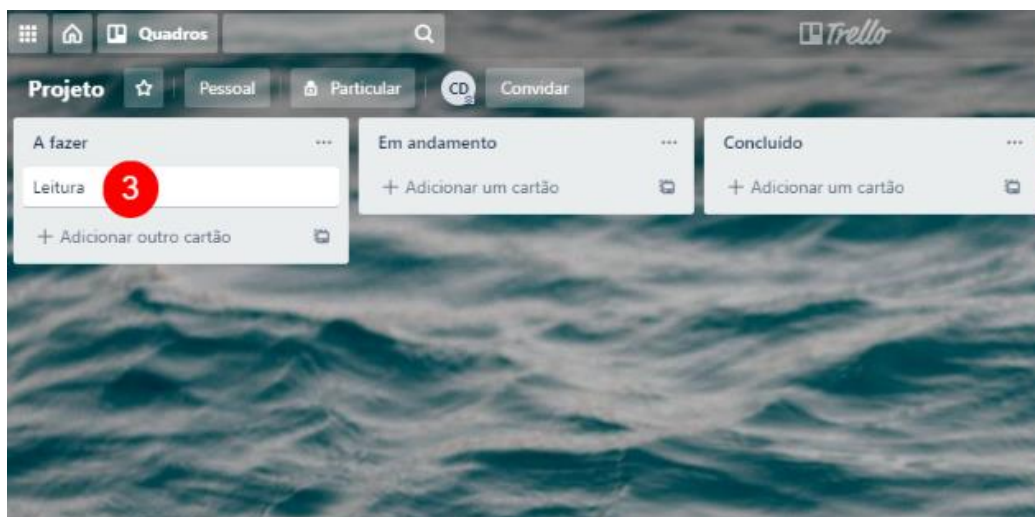 Quadros
Trello
Projeto Pessoal Particular CD Convidar
A fazer
Leitura 3
+ Adicionar outro cartão
Em andamento
+ Adicionar um cartão
Concluído
+ Adicionar um cartão